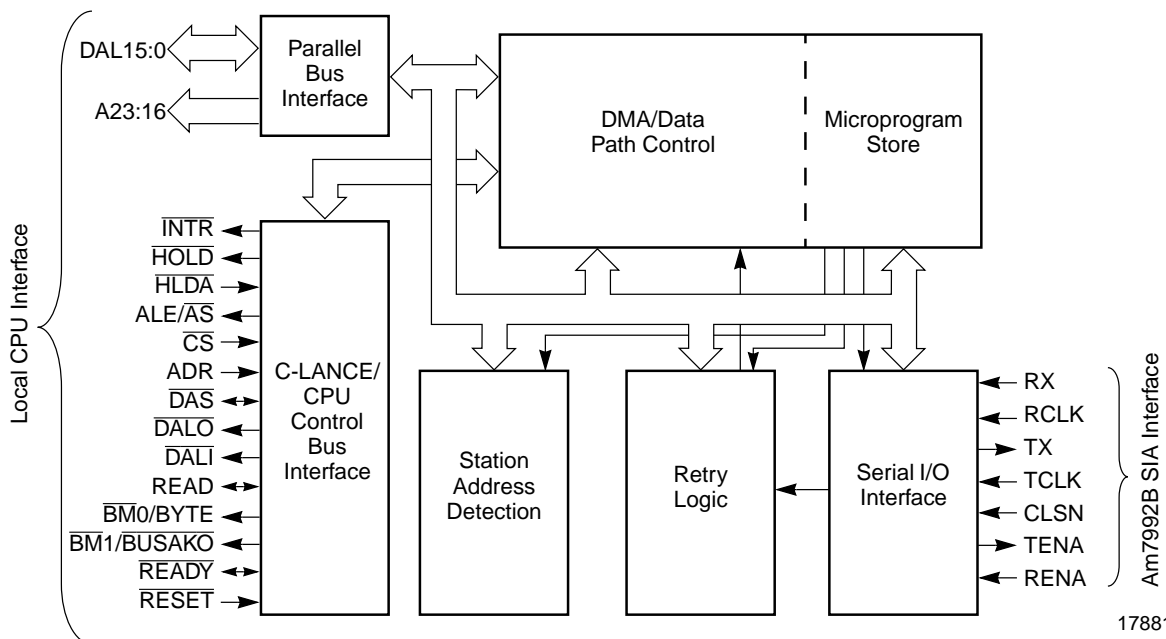 Local CPU Interface
DAL15:0
A23:16
Parallel
Bus
Interface
DMA/Data
Path Control
Microprogram
Store
INTR
HOLD
HLDA
ALE/AS
CS
ADR
DAS
DALO
DALI
READ
BM0/BYTE
BM1/BUSAKO
READY
RESET
C-LANCE/
CPU
Control
Bus
Interface
Station
Address
Detection
Retry
Logic
Serial I/O
Interface
RX
RCLK
TX
TCLK
CLSN
TENA
RENA
Am7992B SIA Interface
17881